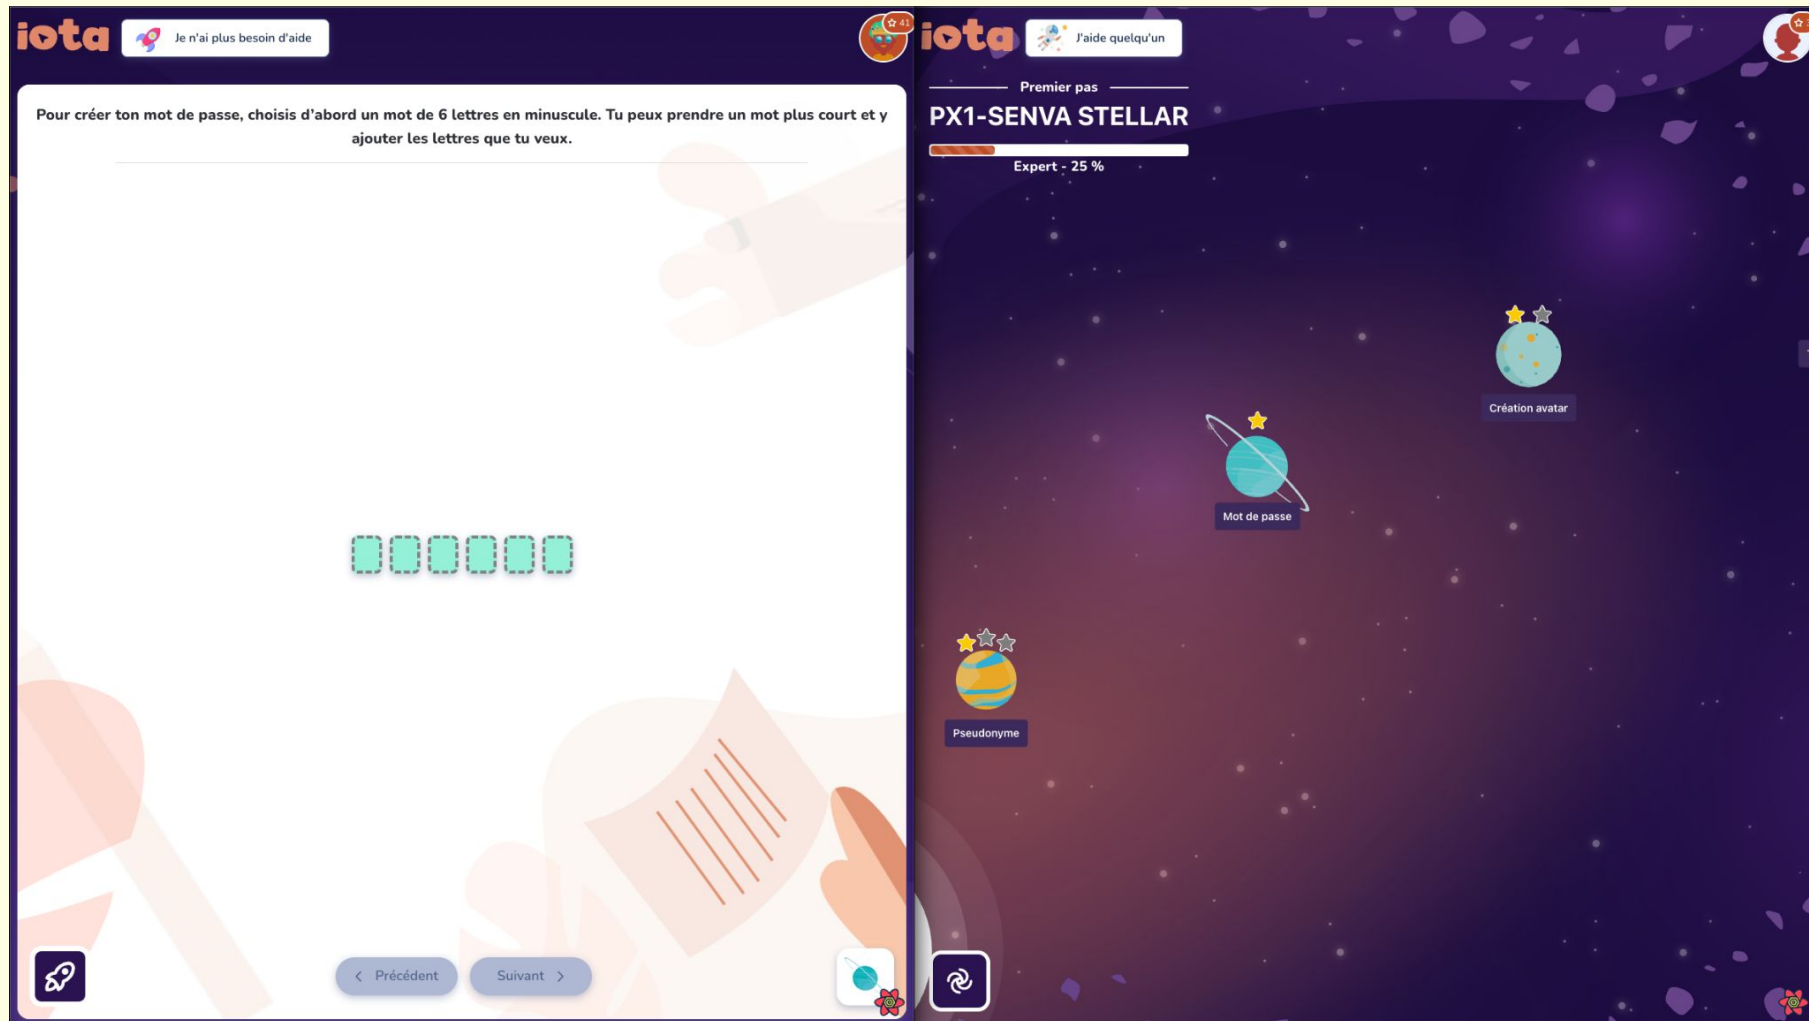 iota
Je n'ai plus besoin d'aide
41
Pour créer ton mot de passe, choisis d’abord un mot de 6 lettres en minuscule. Tu peux prendre un mot plus court et y
ajouter les lettres que tu veux.
Précédent
Suivant
iota
J'aide quelqu'un
Premier pas
PX1-SENVA STELLAR
Expert - 25 %
Création avatar
Mot de passe
Pseudonyme